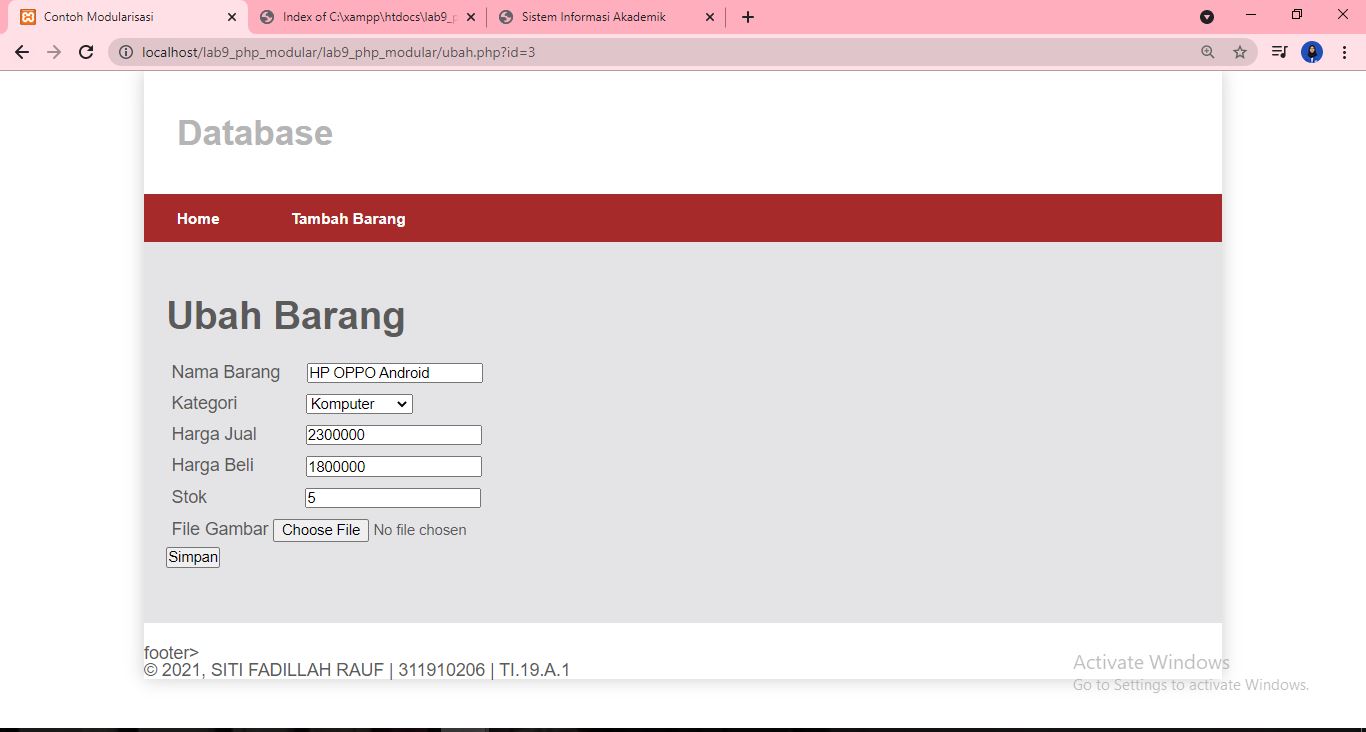 Contoh Modularisasi
Index of C:\xampp\htdocs\lab9_p
Sistem Informasi Akademik
localhost/lab9_php_modular/lab9_php_modular/ubah.php?id=3
Database
Home Tambah Barang
Ubah Barang
Nama Barang HP OPPO Android
Kategori Komputer
Harga Jual 2300000
Harga Beli 1800000
Stok 5
File Gambar Choose File No file chosen
Simpan
footer>
© 2021, SITI FADILLAH RAUF | 311910206 | TI.19.A.1
Activate Windows
Go to Settings to activate Windows.